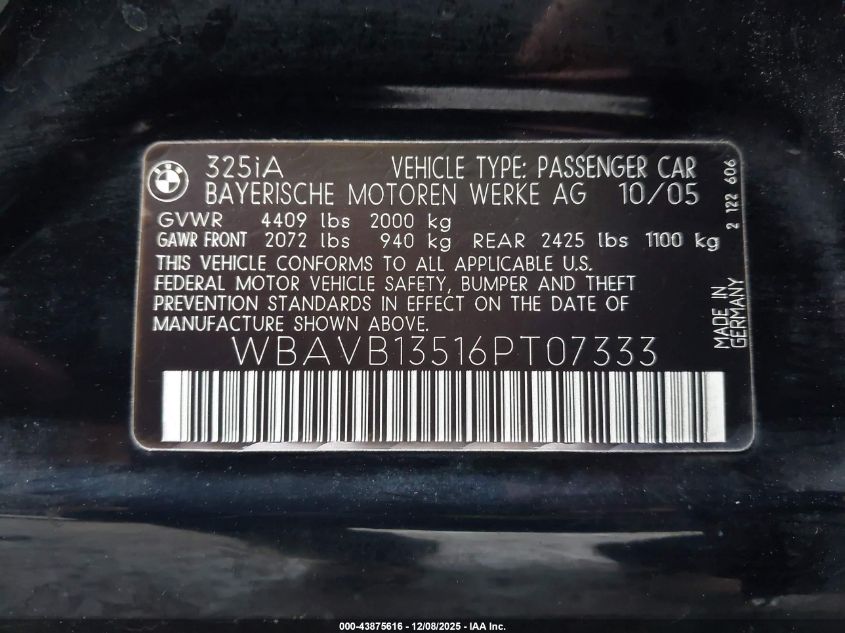 325iA VEHICLE TYPE: PASSENGER CAR
BAYERISCHE MOTOREN WERKE AG 10/05
GVWR 4409 lbs 2000 kg
GAWR FRONT 2072 lbs 940 kg REAR 2425 lbs 1100 kg
THIS VEHICLE CONFORMS TO ALL APPLICABLE U.S.
FEDERAL MOTOR VEHICLE SAFETY, BUMPER AND THEFT
PREVENTION STANDARDS IN EFFECT ON THE DATE OF
MANUFACTURE SHOWN ABOVE.
WBAVB13516PT07333
MADE IN
GERMANY
2 122 606
000-43875616 - 12/08/2025 - IAA Inc.